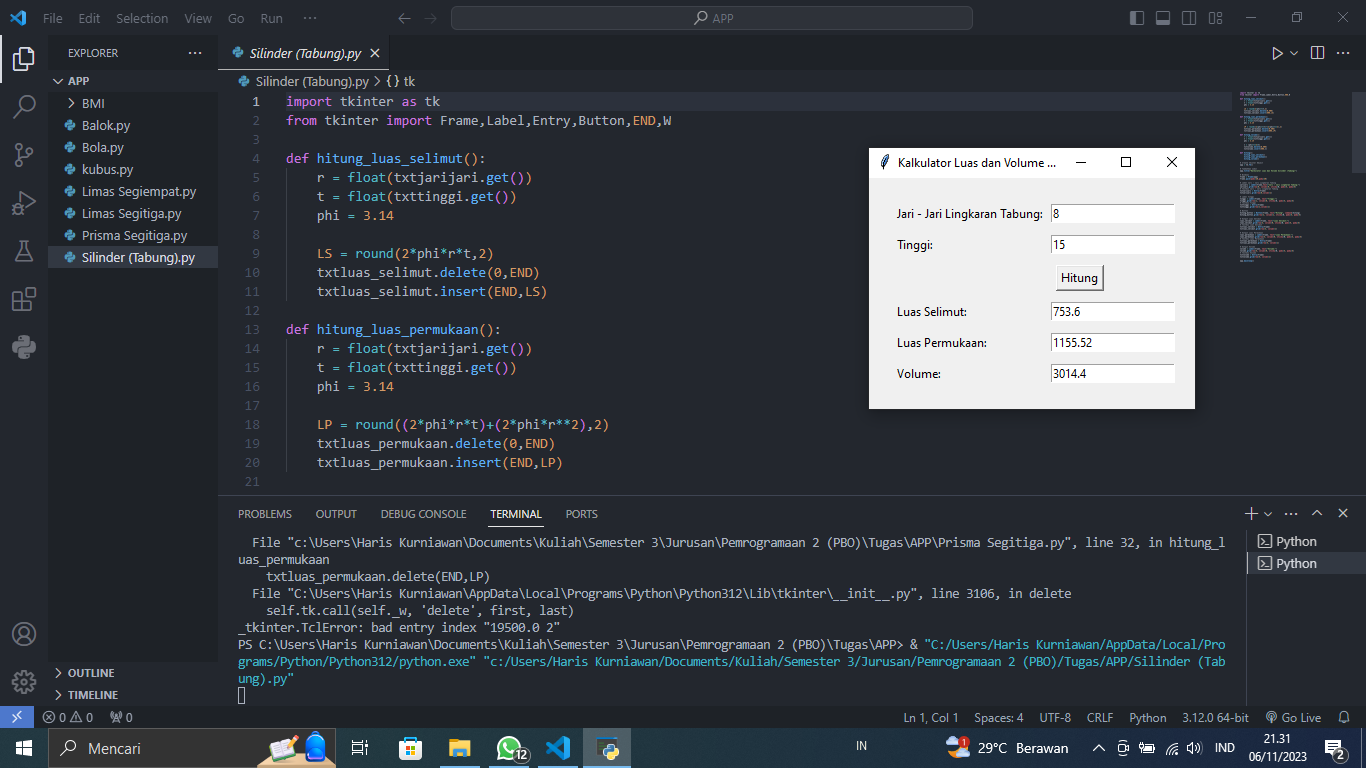 File Edit Selection View Go Run ··· APP
EXPLORER ···
APP
BMI
Balok.py
Bola.py
kubus.py
Limas Segiempat.py
Limas Segitiga.py
Prisma Segitiga.py
Silinder (Tabung).py
OUTLINE
TIMELINE
Silinder (Tabung).py
Silinder (Tabung).py > {} tk
1 import tkinter as tk
2 from tkinter import Frame,Label,Entry,Button,END,W
3
4 def hitung_luas_selimut():
5 r = float(txtjarijari.get())
6 t = float(txttinggi.get())
7 phi = 3.14
8
9 LS = round(2*phi*r*t,2)
10 txtluas_selimut.delete(0,END)
11 txtluas_selimut.insert(END,LS)
12
13 def hitung_luas_permukaan():
14 r = float(txtjarijari.get())
15 t = float(txttinggi.get())
16 phi = 3.14
17
18 LP = round((2*phi*r*t)+(2*phi*r**2),2)
19 txtluas_permukaan.delete(0,END)
20 txtluas_permukaan.insert(END,LP)
21
Kalkulator Luas dan Volume ...
Jari - Jari Lingkaran Tabung: 8
Tinggi: 15
Hitung
Luas Selimut: 753.6
Luas Permukaan: 1155.52
Volume: 3014.4
PROBLEMS OUTPUT DEBUG CONSOLE TERMINAL PORTS
File "c:\Users\Haris Kurniawan\Documents\Kuliah\Semester 3\Jurusan\Pemrogramaan 2 (PBO)\Tugas\APP\Prisma Segitiga.py", line 32, in hitung_l
uas_permukaan
txtluas_permukaan.delete(END,LP)
File "C:\Users\Haris Kurniawan\AppData\Local\Programs\Python\Python312\Lib\tkinter\__init__.py", line 3106, in delete
self.tk.call(self._w, 'delete', first, last)
_tkinter.TclError: bad entry index "19500.0 2"
PS C:\Users\Haris Kurniawan\Documents\Kuliah\Semester 3\Jurusan\Pemrogramaan 2 (PBO)\Tugas\APP> & "C:/Users/Haris Kurniawan/AppData/Local/Pro
grams/Python/Python312/python.exe" "c:/Users/Haris Kurniawan/Documents/Kuliah/Semester 3/Jurusan/Pemrogramaan 2 (PBO)/Tugas/APP/Silinder (Tab
ung).py"
Python
Python
0 0 0 Ln 1, Col 1 Spaces: 4 UTF-8 CRLF Python 3.12.0 64-bit Go Live
Mencari 12 IN 1 29°C Berawan IND 21.31
06/11/2023 2